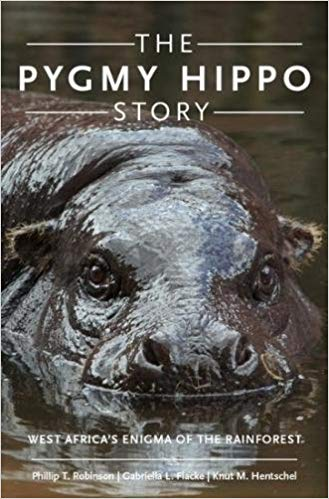 THE
PYGMY HIPPO
STORY
WEST AFRICA'S ENIGMA OF THE RAINFOREST
Phillip T. Robinson | Gabriella L. Flacke | Knut M. Hentschel